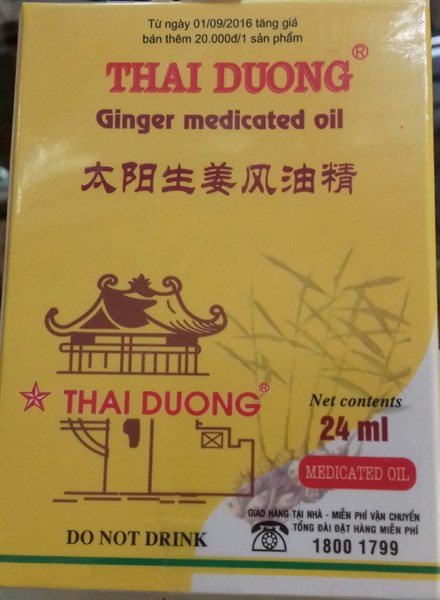 Từ ngày 01/09/2016 tăng giá
bán thêm 20.000đ/1 sản phẩm
THAI DUONG®
Ginger medicated oil
太阳生姜风油精
THAI DUONG®
Net contents
24 ml
MEDICATED OIL
GIAO HÀNG TẠI NHÀ - MIỄN PHÍ VẬN CHUYỂN
TỔNG ĐÀI ĐẶT HÀNG MIỄN PHÍ
1800 1799
DO NOT DRINK